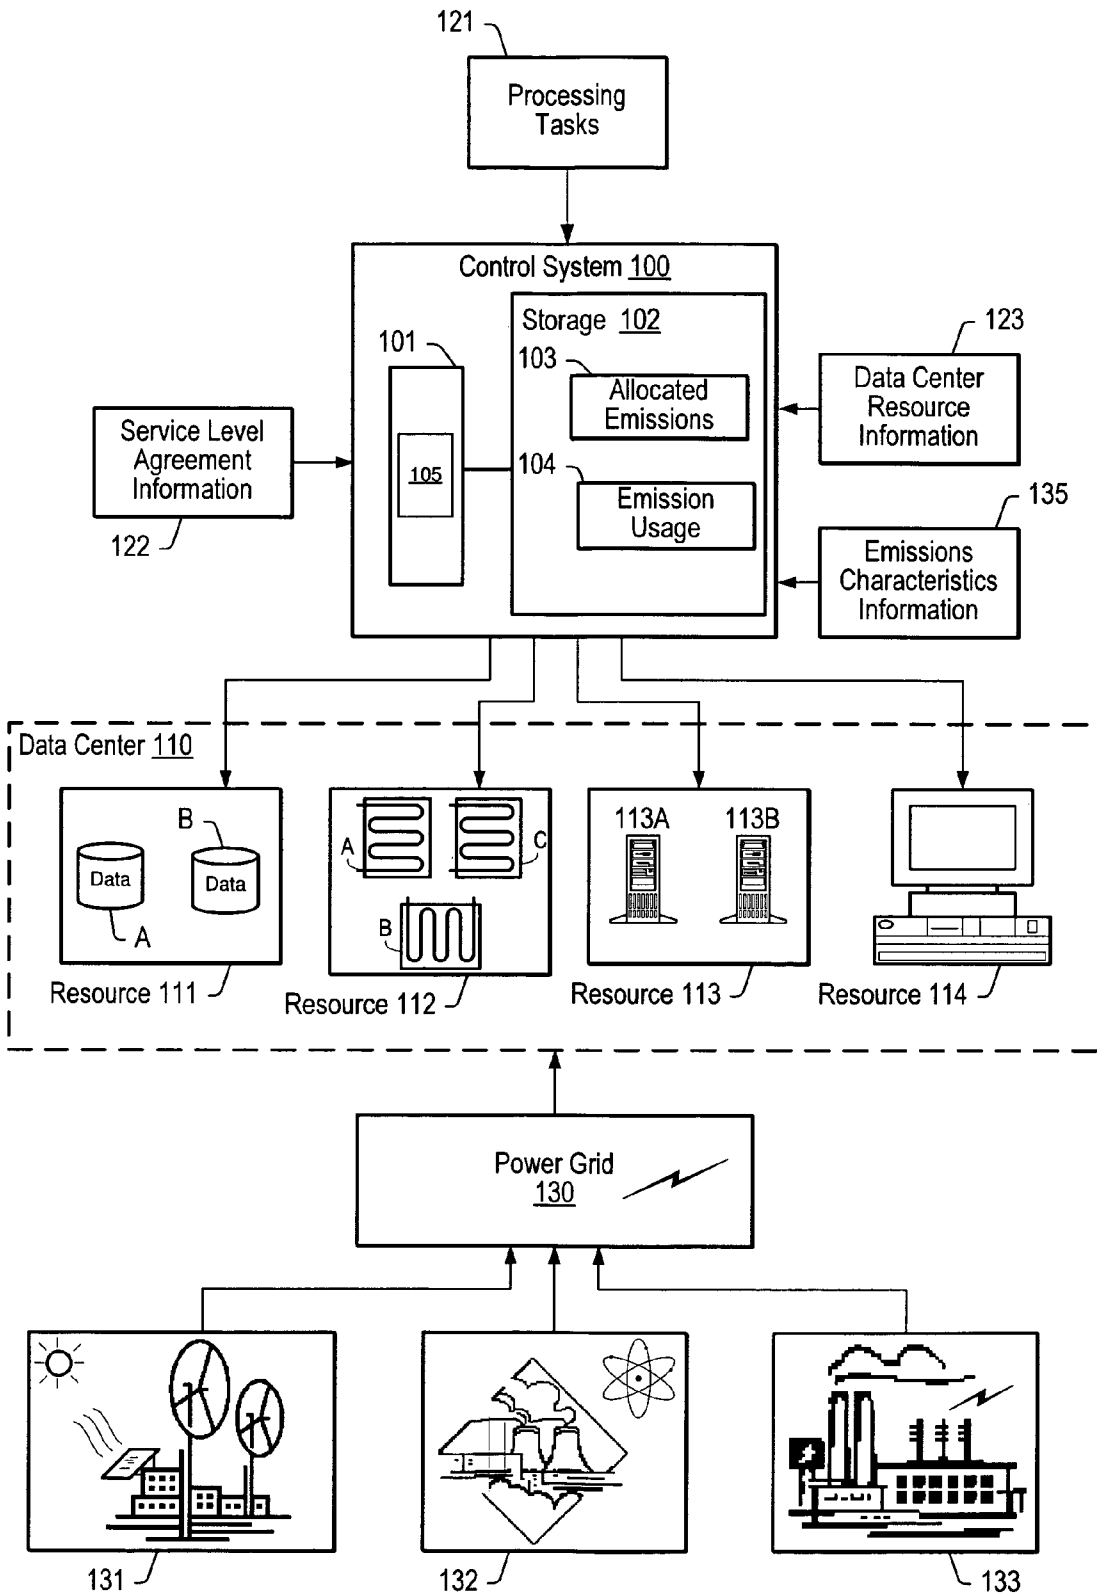 121
Processing
Tasks
Control System 100
Storage 102
101
103
Allocated
Emissions
104
Emission
Usage
105
123
Data Center
Resource
Information
Service Level
Agreement
Information
122
135
Emissions
Characteristics
Information
Data Center 110
B
Data
Data
A
Resource 111
A
C
B
Resource 112
113A
113B
Resource 113
Resource 114
Power Grid
130
131
132
133